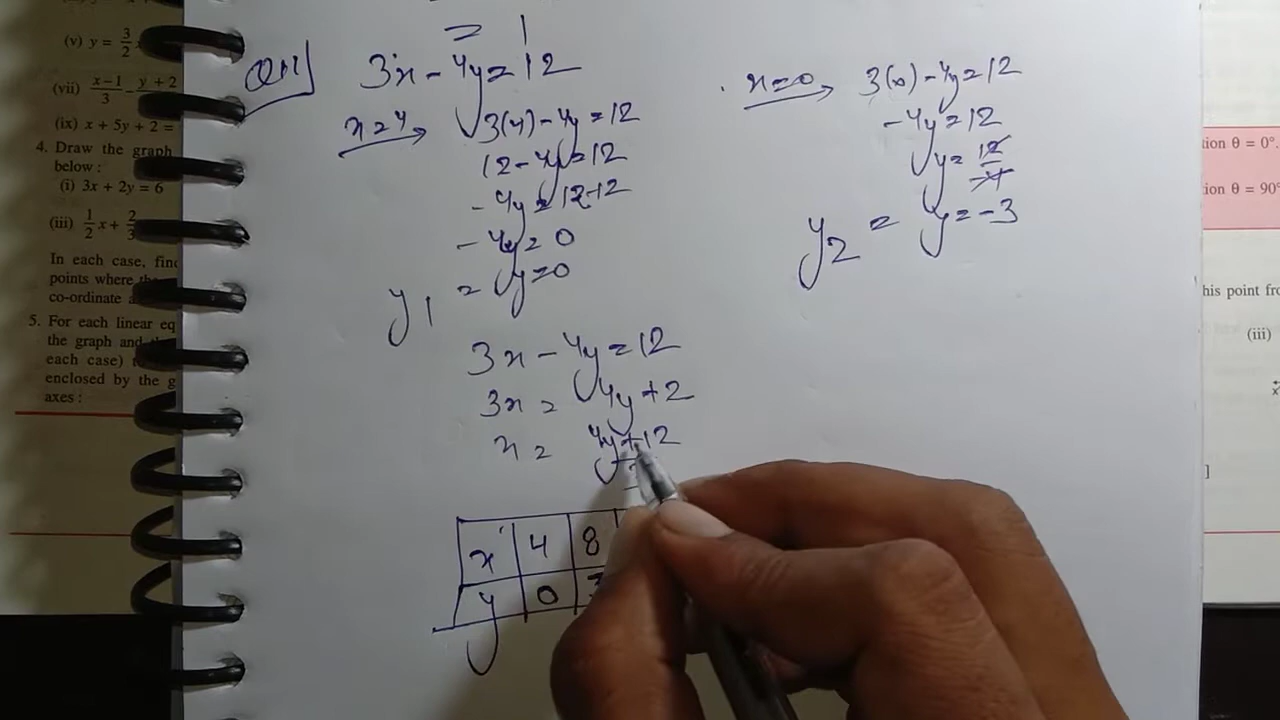 (v) y = 3/2
(vii) x-1/3 - y+2
(ix) x + 5y + 2 =
4. Draw the graph
below :
(i) 3x + 2y = 6
(iii) 1/2 x + 2/3
In each case, find
points where the
co-ordinate a
5. For each linear eq
the graph and
each case) t
enclosed by the g
axes :
= 1
Q11
3x - 4y = 12
x=4 → 3(4) - 4y = 12
12 - 4y = 12
- 4y = 12-12
- 4y = 0
y1 = y=0
3x - 4y = 12
3x = 4y + 2
x = 4y+12
x 4 8
y 0 3
x=0 → 3(0) - 4y = 12
- 4y = 12
y = 12/-4
y2 = y = -3
tion θ = 0°.
tion θ = 90°
his point fro
(iii)
]